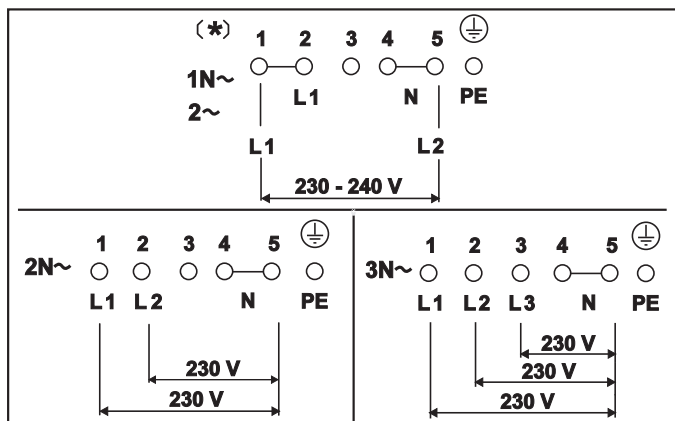 (*) 1 2 3 4 5
1N~ L1 N PE
2~
L1 L2
230 - 240 V
1 2 3 4 5
2N~
L1 L2 N PE
230 V
230 V
1 2 3 4 5
3N~
L1 L2 L3 N PE
230 V
230 V
230 V